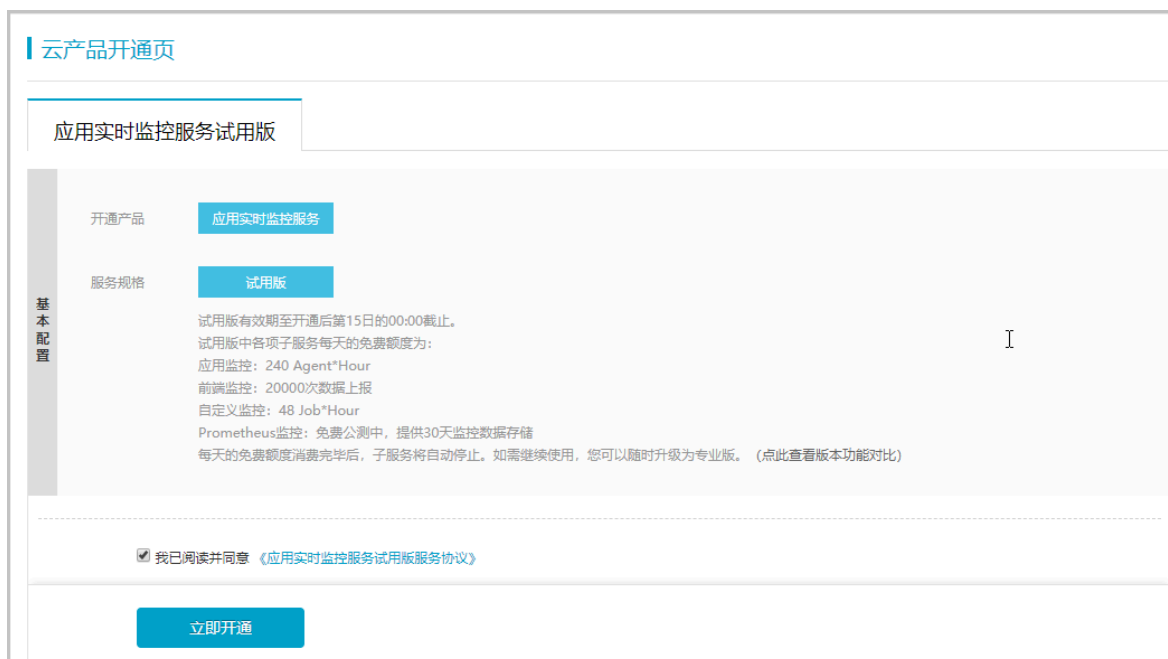 云产品开通页
应用实时监控服务试用版
基本配置
开通产品
应用实时监控服务
服务规格
试用版
试用版有效期至开通后第15日的00:00截止。
试用版中各项子服务每天的免费额度为：
应用监控：240 Agent*Hour
前端监控：20000次数据上报
自定义监控：48 Job*Hour
Prometheus监控：免费公测中，提供30天监控数据存储
每天的免费额度消费完毕后，子服务将自动停止。如需继续使用，您可以随时升级为专业版。（点此查看版本功能对比）
我已阅读并同意 《应用实时监控服务试用版服务协议》
立即开通